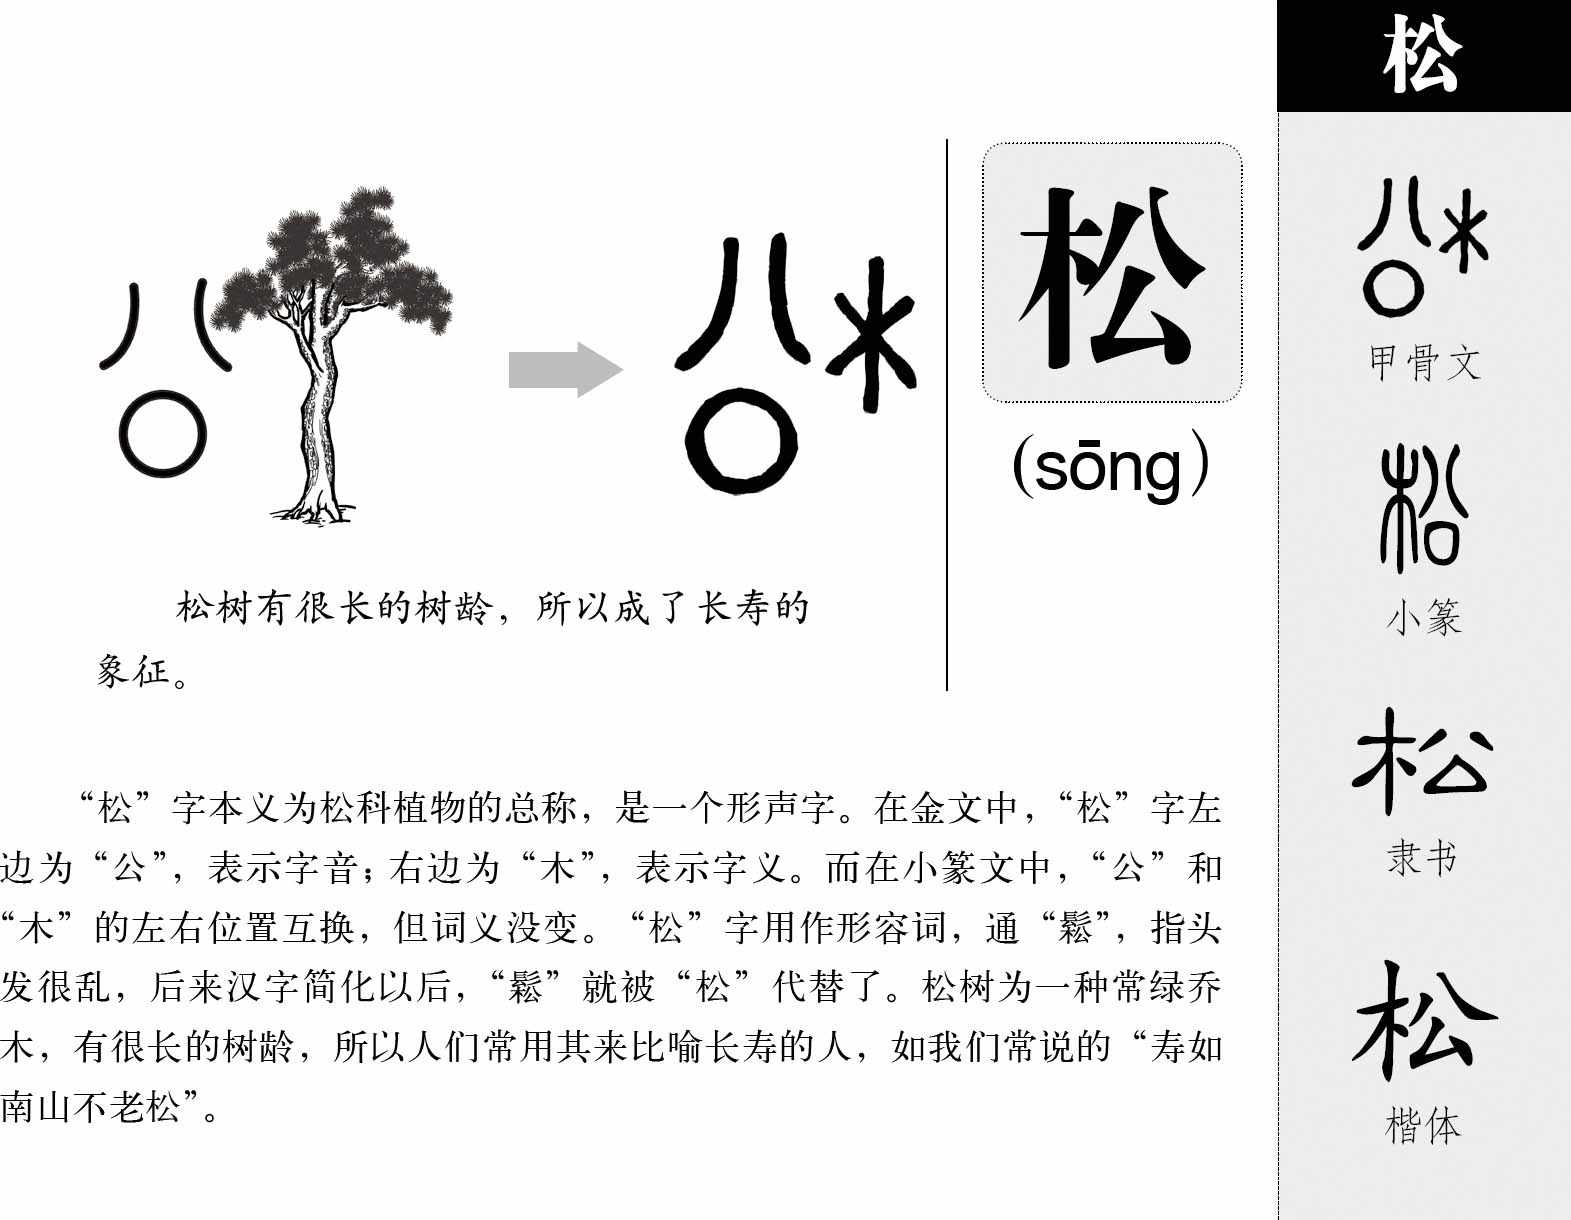 松
松
(sōng)
松树有很长的树龄，所以成了长寿的
象征。
“松”字本义为松科植物的总称，是一个形声字。在金文中，“松”字左
边为“公”，表示字音；右边为“木”，表示字义。而在小篆文中，“公”和
“木”的左右位置互换，但词义没变。“松”字用作形容词，通“鬆”，指头
发很乱，后来汉字简化以后，“鬆”就被“松”代替了。松树为一种常绿乔
木，有很长的树龄，所以人们常用其来比喻长寿的人，如我们常说的“寿如
南山不老松”。
甲骨文
松
小篆
松
隶书
松
楷体